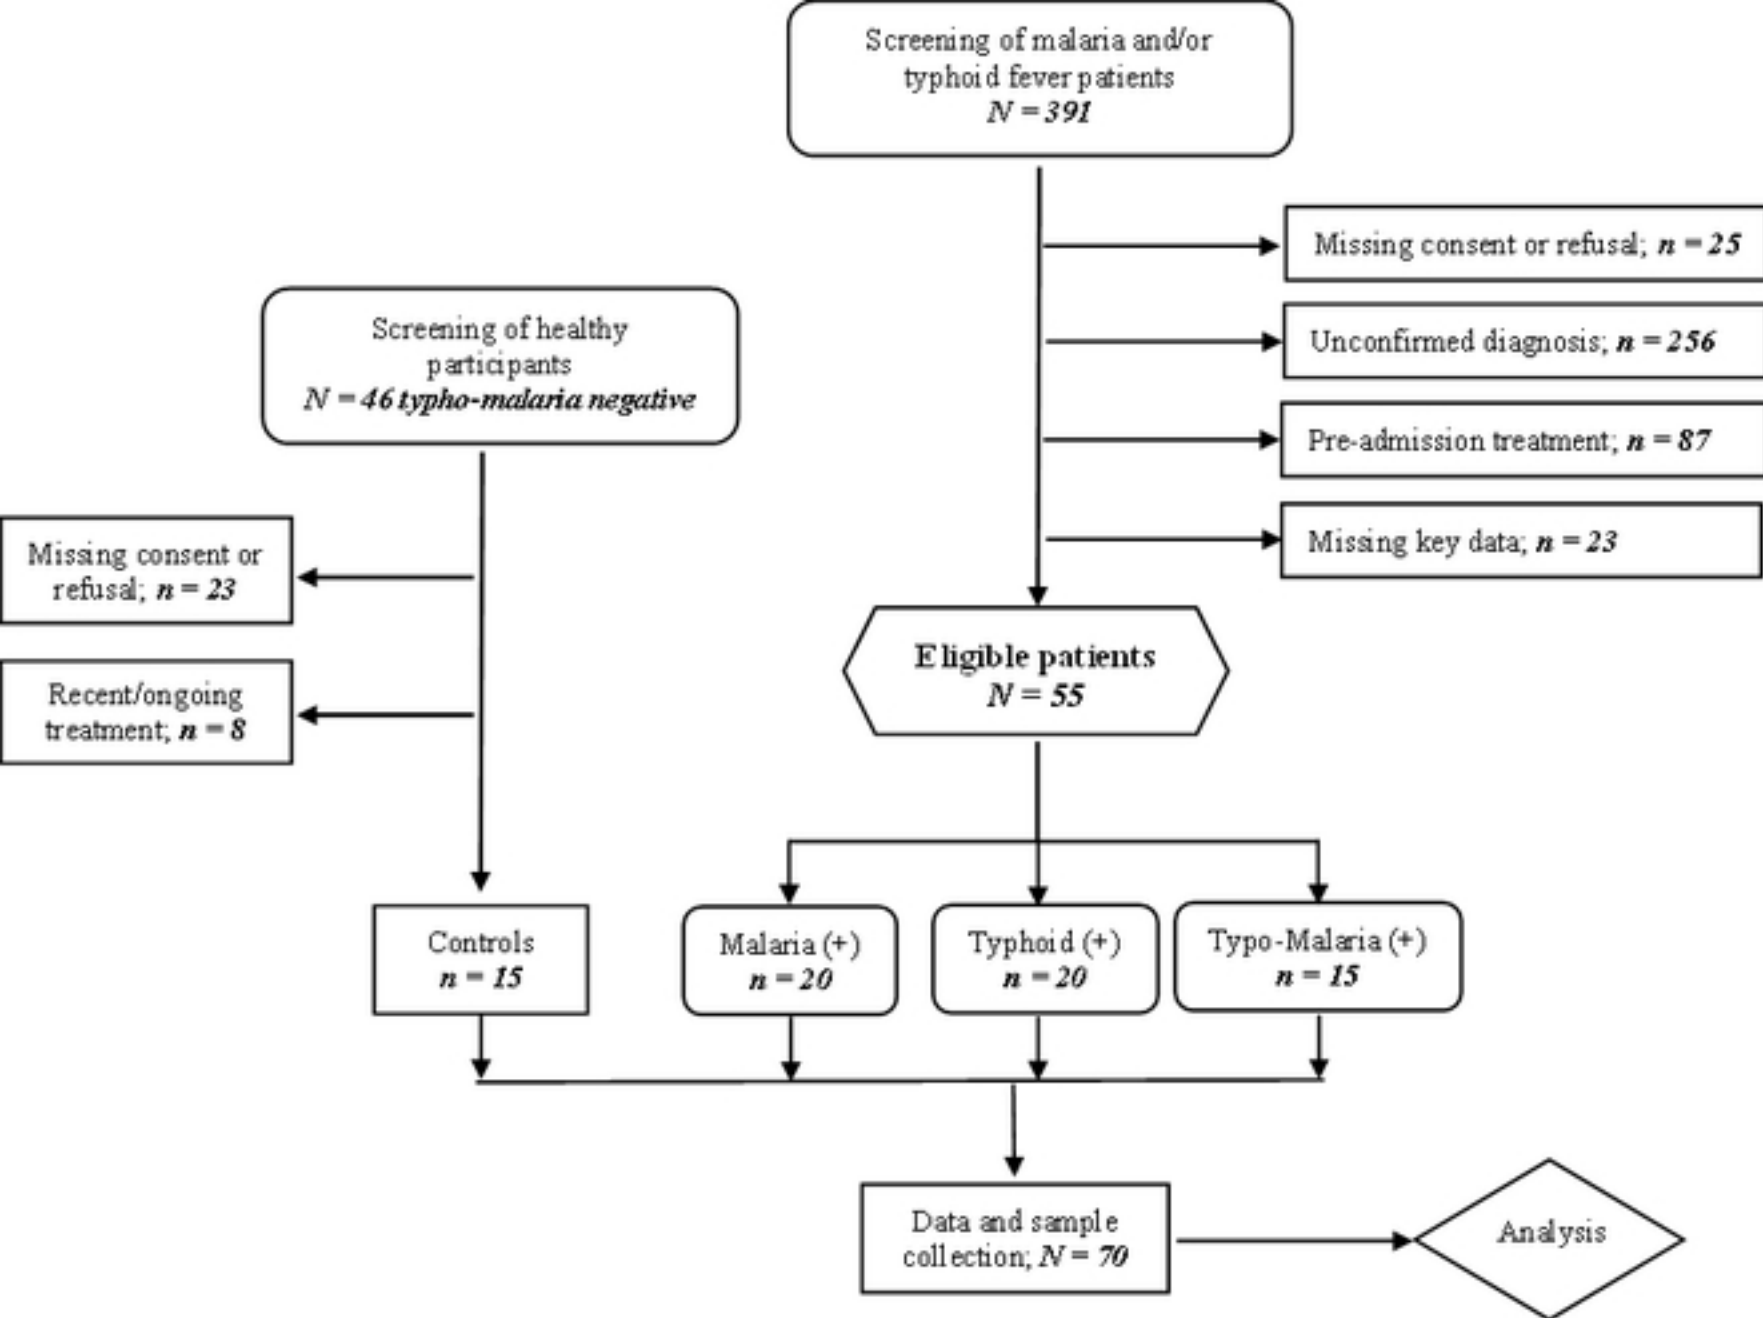 Screening of malaria and/or
typhoid fever patients
N = 391
Missing consent or refusal; n = 25
Unconfirmed diagnosis; n = 256
Pre-admission treatment; n = 87
Missing key data; n = 23
Screening of healthy
participants
N = 46 typho-malaria negative
Missing consent or
refusal; n = 23
Recent/ongoing
treatment; n = 8
Eligible patients
N = 55
Controls
n = 15
Malaria (+)
n = 20
Typhoid (+)
n = 20
Typo-Malaria (+)
n = 15
Data and sample
collection; N = 70
Analysis